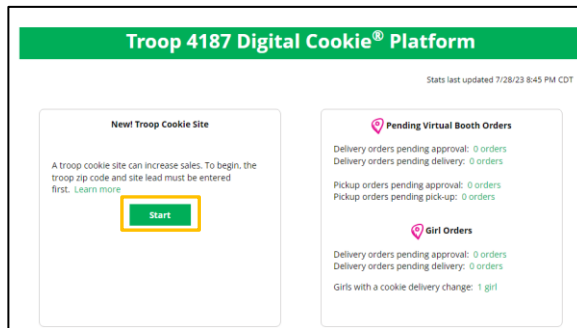 Troop 4187 Digital Cookie® Platform
Stats last updated 7/28/23 8:45 PM CDT
New! Troop Cookie Site
A troop cookie site can increase sales. To begin, the
troop zip code and site lead must be entered
first. Learn more
Start
Pending Virtual Booth Orders
Delivery orders pending approval: 0 orders
Delivery orders pending delivery: 0 orders
Pickup orders pending approval: 0 orders
Pickup orders pending pick-up: 0 orders
Girl Orders
Delivery orders pending approval: 0 orders
Delivery orders pending delivery: 0 orders
Girls with a cookie delivery change: 1 girl